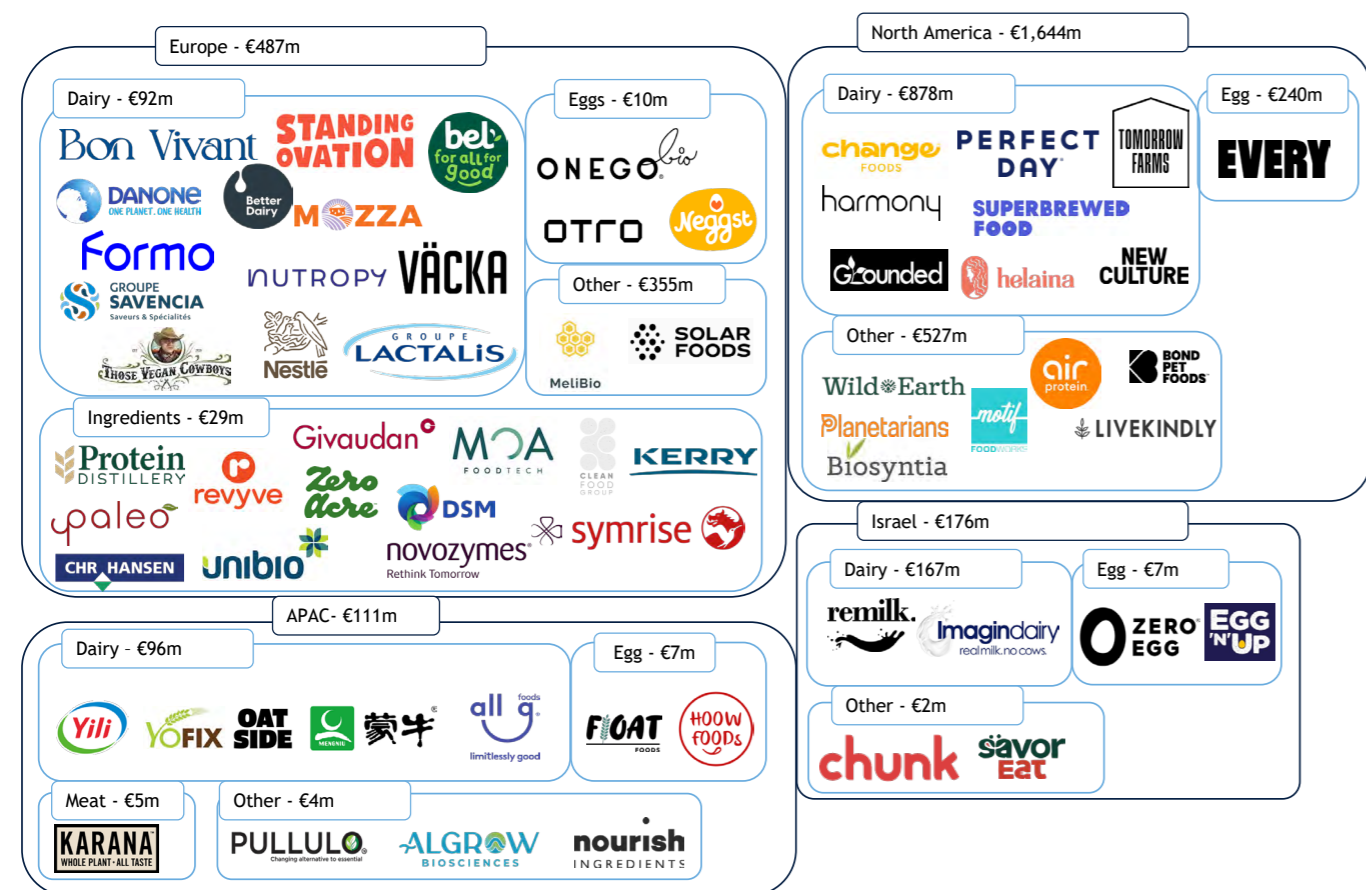 Europe - €487m
Dairy - €92m
Bon Vivant
STANDING
OVATION
bel
for all for
good
DANONE
ONE PLANET. ONE HEALTH
Better
Dairy
MOZZA
Formo
NUTROPY
VÄCKA
GROUPE
SAVENCIA
Saveurs & Spécialités
THOSE VEGAN COWBOYS
Nestlé
GROUPE
LACTALIS
Eggs - €10m
ONEGO bio
OTRO
Neggst
Other - €355m
MeliBio
SOLAR
FOODS
Ingredients - €29m
Protein
DISTILLERY
revyve
Givaudan
Zero
Acre
MOA
FOODTECH
CLEAN
FOOD
GROUP
KERRY
paleo
DSM
CHR HANSEN
unibio
novozymes
Rethink Tomorrow
symrise
North America - €1,644m
Dairy - €878m
change
FOODS
PERFECT
DAY
TOMORROW
FARMS
harmony
SUPERBREWED
FOOD
Grounded
helaina
NEW
CULTURE
Egg - €240m
EVERY
Other - €527m
Wild Earth
air
protein
BOND
PET
FOODS
Planetarians
motif
FOODWORKS
LIVEKINDLY
Biosyntia
Israel - €176m
Dairy - €167m
remilk.
Imagindairy
real milk. no cows.
Egg - €7m
ZERO
EGG
EGG
'N'UP
Other - €2m
chunk
savor
Eat
APAC- €111m
Dairy – €96m
Yili
YOFIX
OAT
SIDE
MENGNIU
蒙牛
all g
foods
limitlessly good
Egg - €7m
FLOAT
FOODS
HOOW
FOODS
Meat - €5m
KARANA
WHOLE PLANT · ALL TASTE
Other - €4m
PULLULO
Changing alternative to essential
ALGROW
BIOSCIENCES
nourish
INGREDIENTS